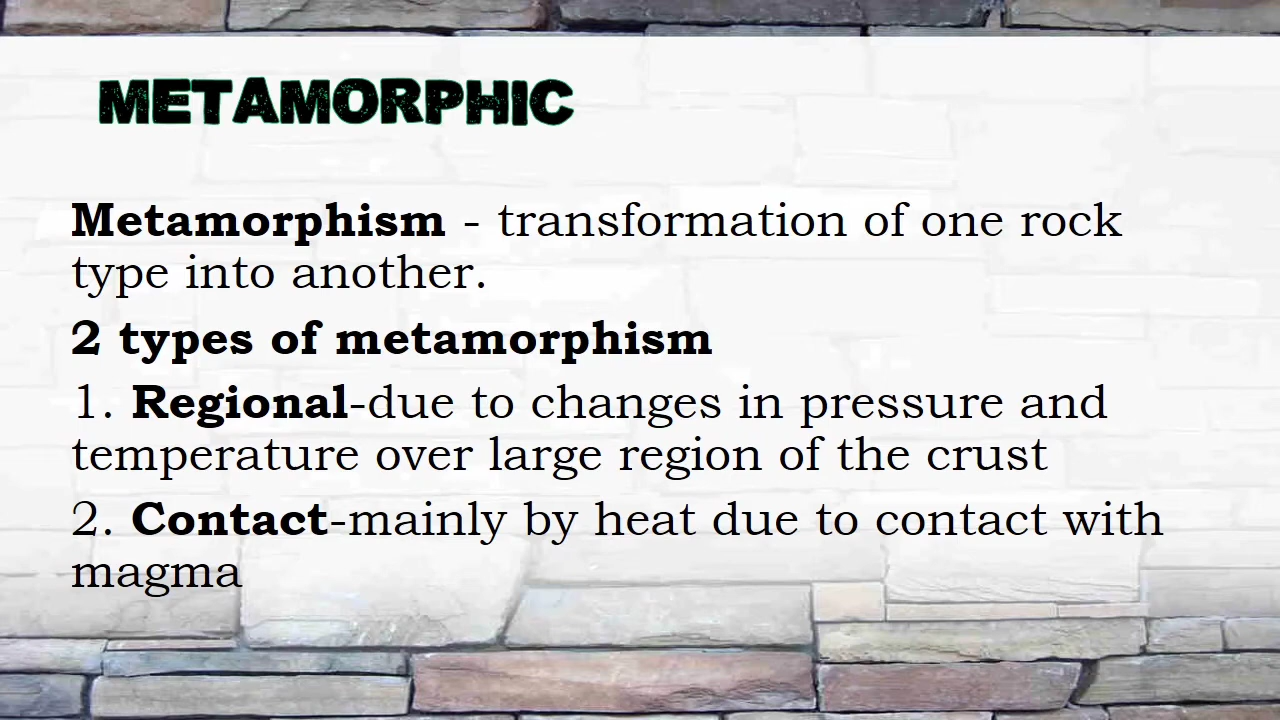 METAMORPHIC
Metamorphism - transformation of one rock
type into another.
2 types of metamorphism
1. Regional-due to changes in pressure and
temperature over large region of the crust
2. Contact-mainly by heat due to contact with
magma